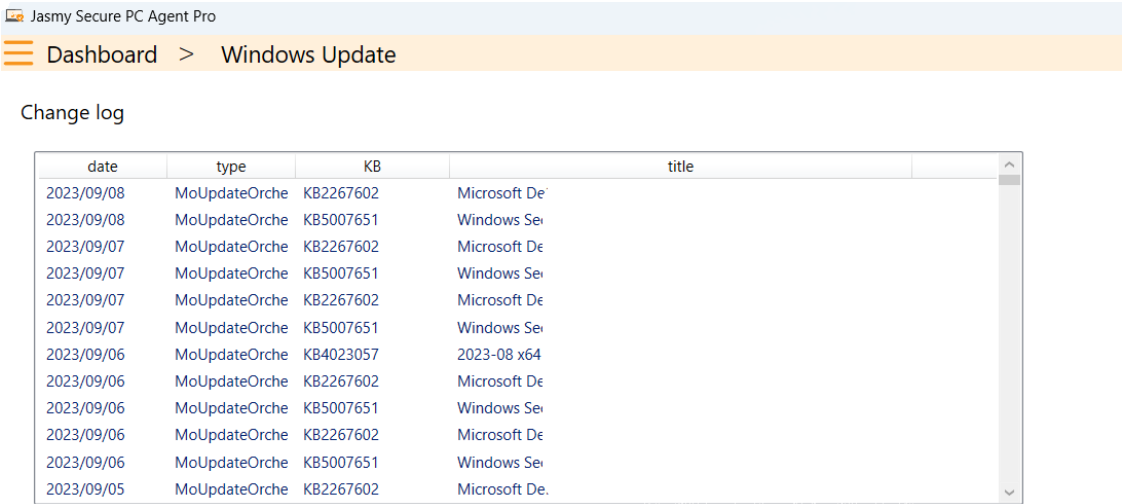 Jasmy Secure PC Agent Pro
Dashboard > Windows Update
Change log
date type KB title
2023/09/08 MoUpdateOrche KB2267602 Microsoft De
2023/09/08 MoUpdateOrche KB5007651 Windows Se
2023/09/07 MoUpdateOrche KB2267602 Microsoft De
2023/09/07 MoUpdateOrche KB5007651 Windows Se
2023/09/07 MoUpdateOrche KB2267602 Microsoft De
2023/09/07 MoUpdateOrche KB5007651 Windows Se
2023/09/06 MoUpdateOrche KB4023057 2023-08 x64
2023/09/06 MoUpdateOrche KB2267602 Microsoft De
2023/09/06 MoUpdateOrche KB5007651 Windows Se
2023/09/06 MoUpdateOrche KB2267602 Microsoft De
2023/09/06 MoUpdateOrche KB5007651 Windows Se
2023/09/05 MoUpdateOrche KB2267602 Microsoft De.